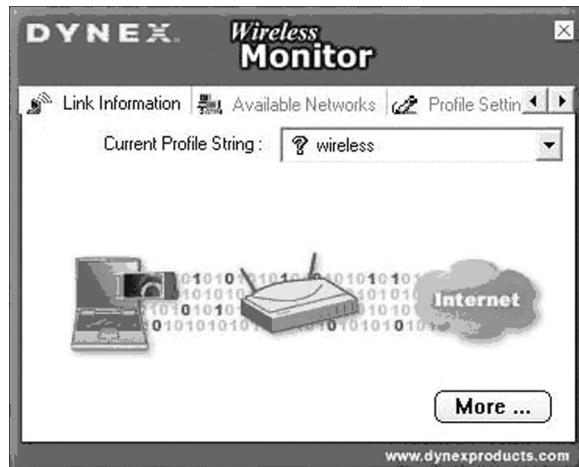 DYNEX
Wireless
Monitor
Link Information
Available Networks
Profile Settin
Current Profile String :
? wireless
Internet
More ...
www.dynexproducts.com